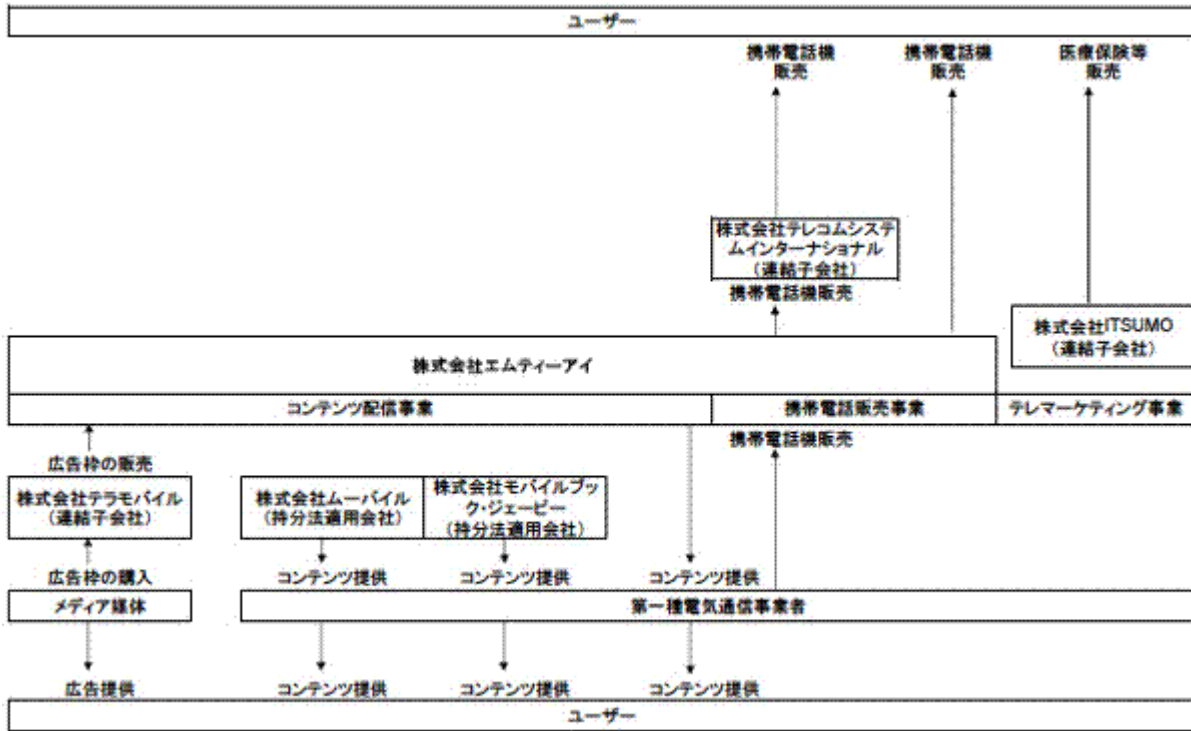 ユーザー
携帯電話機
販売
携帯電話機
販売
医療保険等
販売
株式会社テレコムシステ
ムインターナショナル
(連結子会社)
携帯電話機販売
株式会社ITSUMO
(連結子会社)
株式会社エムティーアイ
コンテンツ配信事業
携帯電話販売事業
テレマーケティング事業
携帯電話機販売
広告枠の販売
株式会社テラモバイル
(連結子会社)
株式会社ムーバイル
(持分法適用会社)
株式会社モバイルブッ
ク・ジェーピー
(持分法適用会社)
広告枠の購入
コンテンツ提供
コンテンツ提供
コンテンツ提供
メディア媒体
第一種電気通信事業者
広告提供
コンテンツ提供
コンテンツ提供
コンテンツ提供
ユーザー